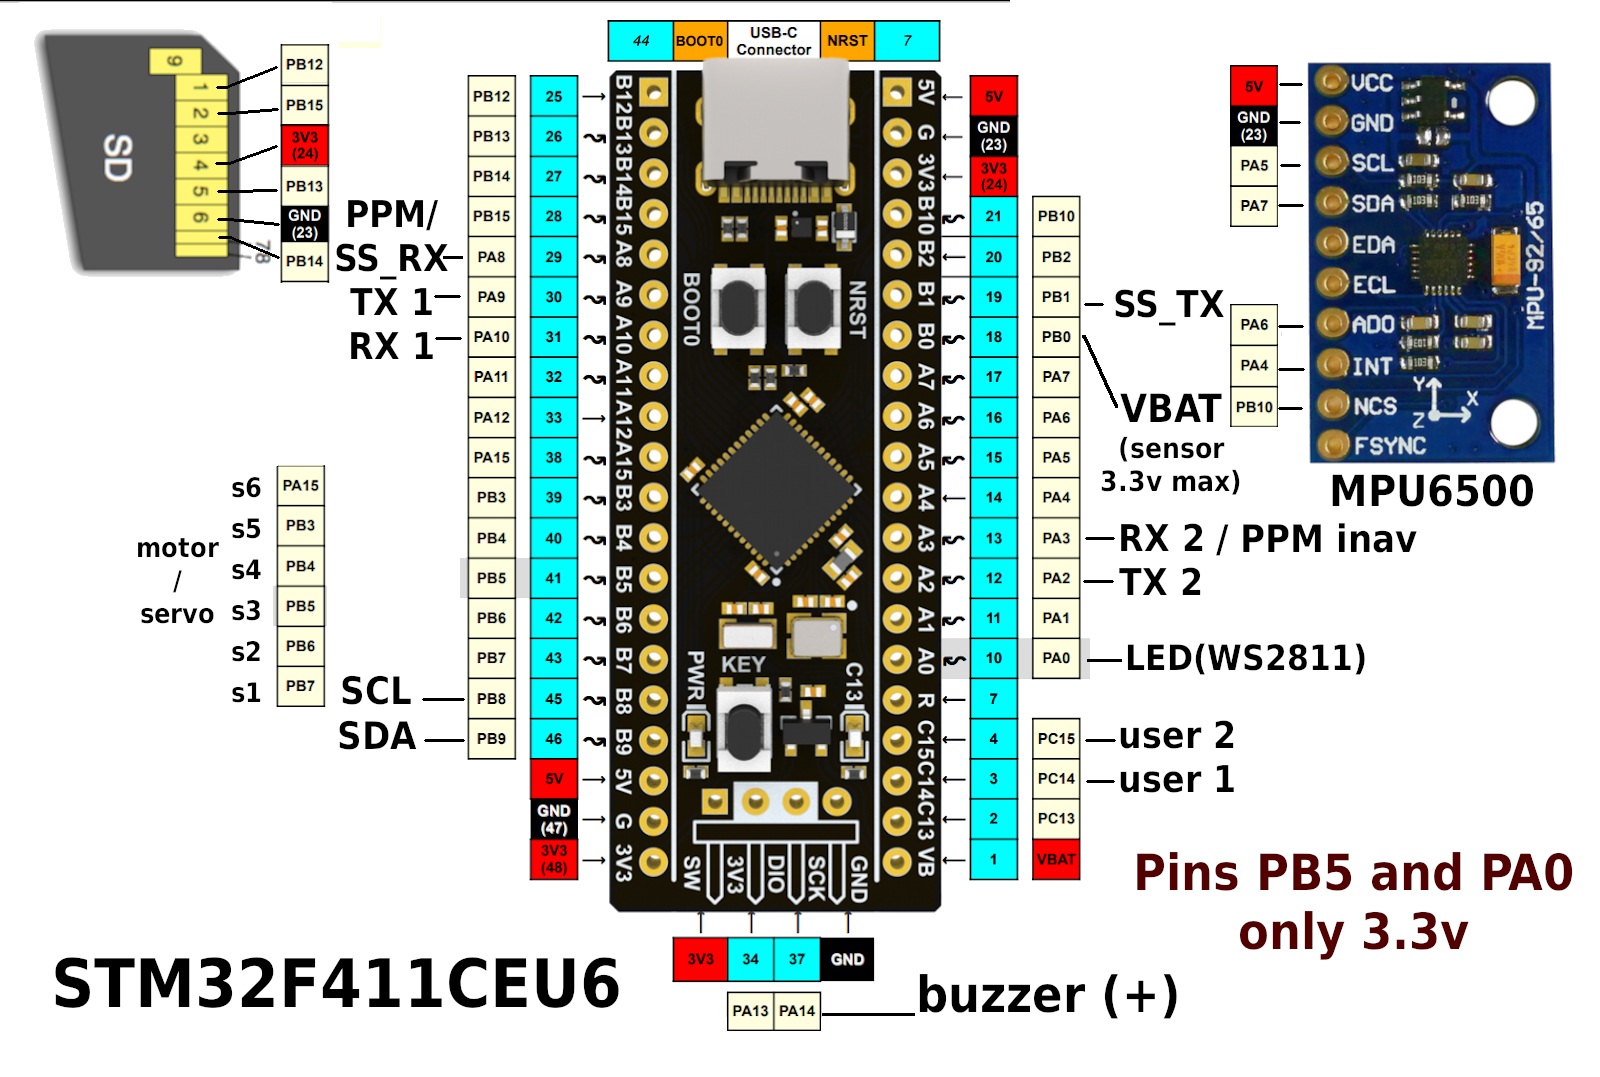 44 BOOT0 USB-C Connector NRST 7
SD
9
1
2
3
4
5
6
78
PB12
PB15
3V3 (24)
PB13
GND (23)
PB14
PPM/
SS_RX
TX 1
RX 1
PB12 25 B12
PB13 26 B13
PB14 27 B14
PB15 28 B15
PA8 29 A8
PA9 30 A9
PA10 31 A10
PA11 32 A11
PA12 33 A12
PA15 38 A15
PB3 39 B3
PB4 40 B4
PB5 41 B5
PB6 42 B6
PB7 43 B7
SCL PB8 45 B8
SDA PB9 46 B9
5V 5V
GND (47) G
3V3 (48) 3V3
motor
/
servo
s6 PA15
s5 PB3
s4 PB4
s3 PB5
s2 PB6
s1 PB7
BOOT0
NRST
PWR
KEY
C13
SW
3V3
DIO
SCK
GND
5V 5V
G GND (23)
3V3 3V3 (24)
B10 21 PB10
B2 20 PB2
B1 19 PB1 SS_TX
B0 18 PB0 VBAT
(sensor
3.3v max)
A7 17 PA7
A6 16 PA6
A5 15 PA5
A4 14 PA4
A3 13 PA3 RX 2 / PPM inav
A2 12 PA2 TX 2
A1 11 PA1
A0 10 PA0 LED(WS2811)
R 7
C15 4 PC15 user 2
C14 3 PC14 user 1
C13 2 PC13
VB 1 VBAT
5V VCC
GND (23) GND
PA5 SCL
PA7 SDA
EDA
ECL
PA6 ADO
PA4 INT
PB10 NCS
FSYNC
MPU-92/65
Y
X
Z
MPU6500
Pins PB5 and PA0
only 3.3v
3V3 34 37 GND
PA13 PA14 buzzer (+)
STM32F411CEU6